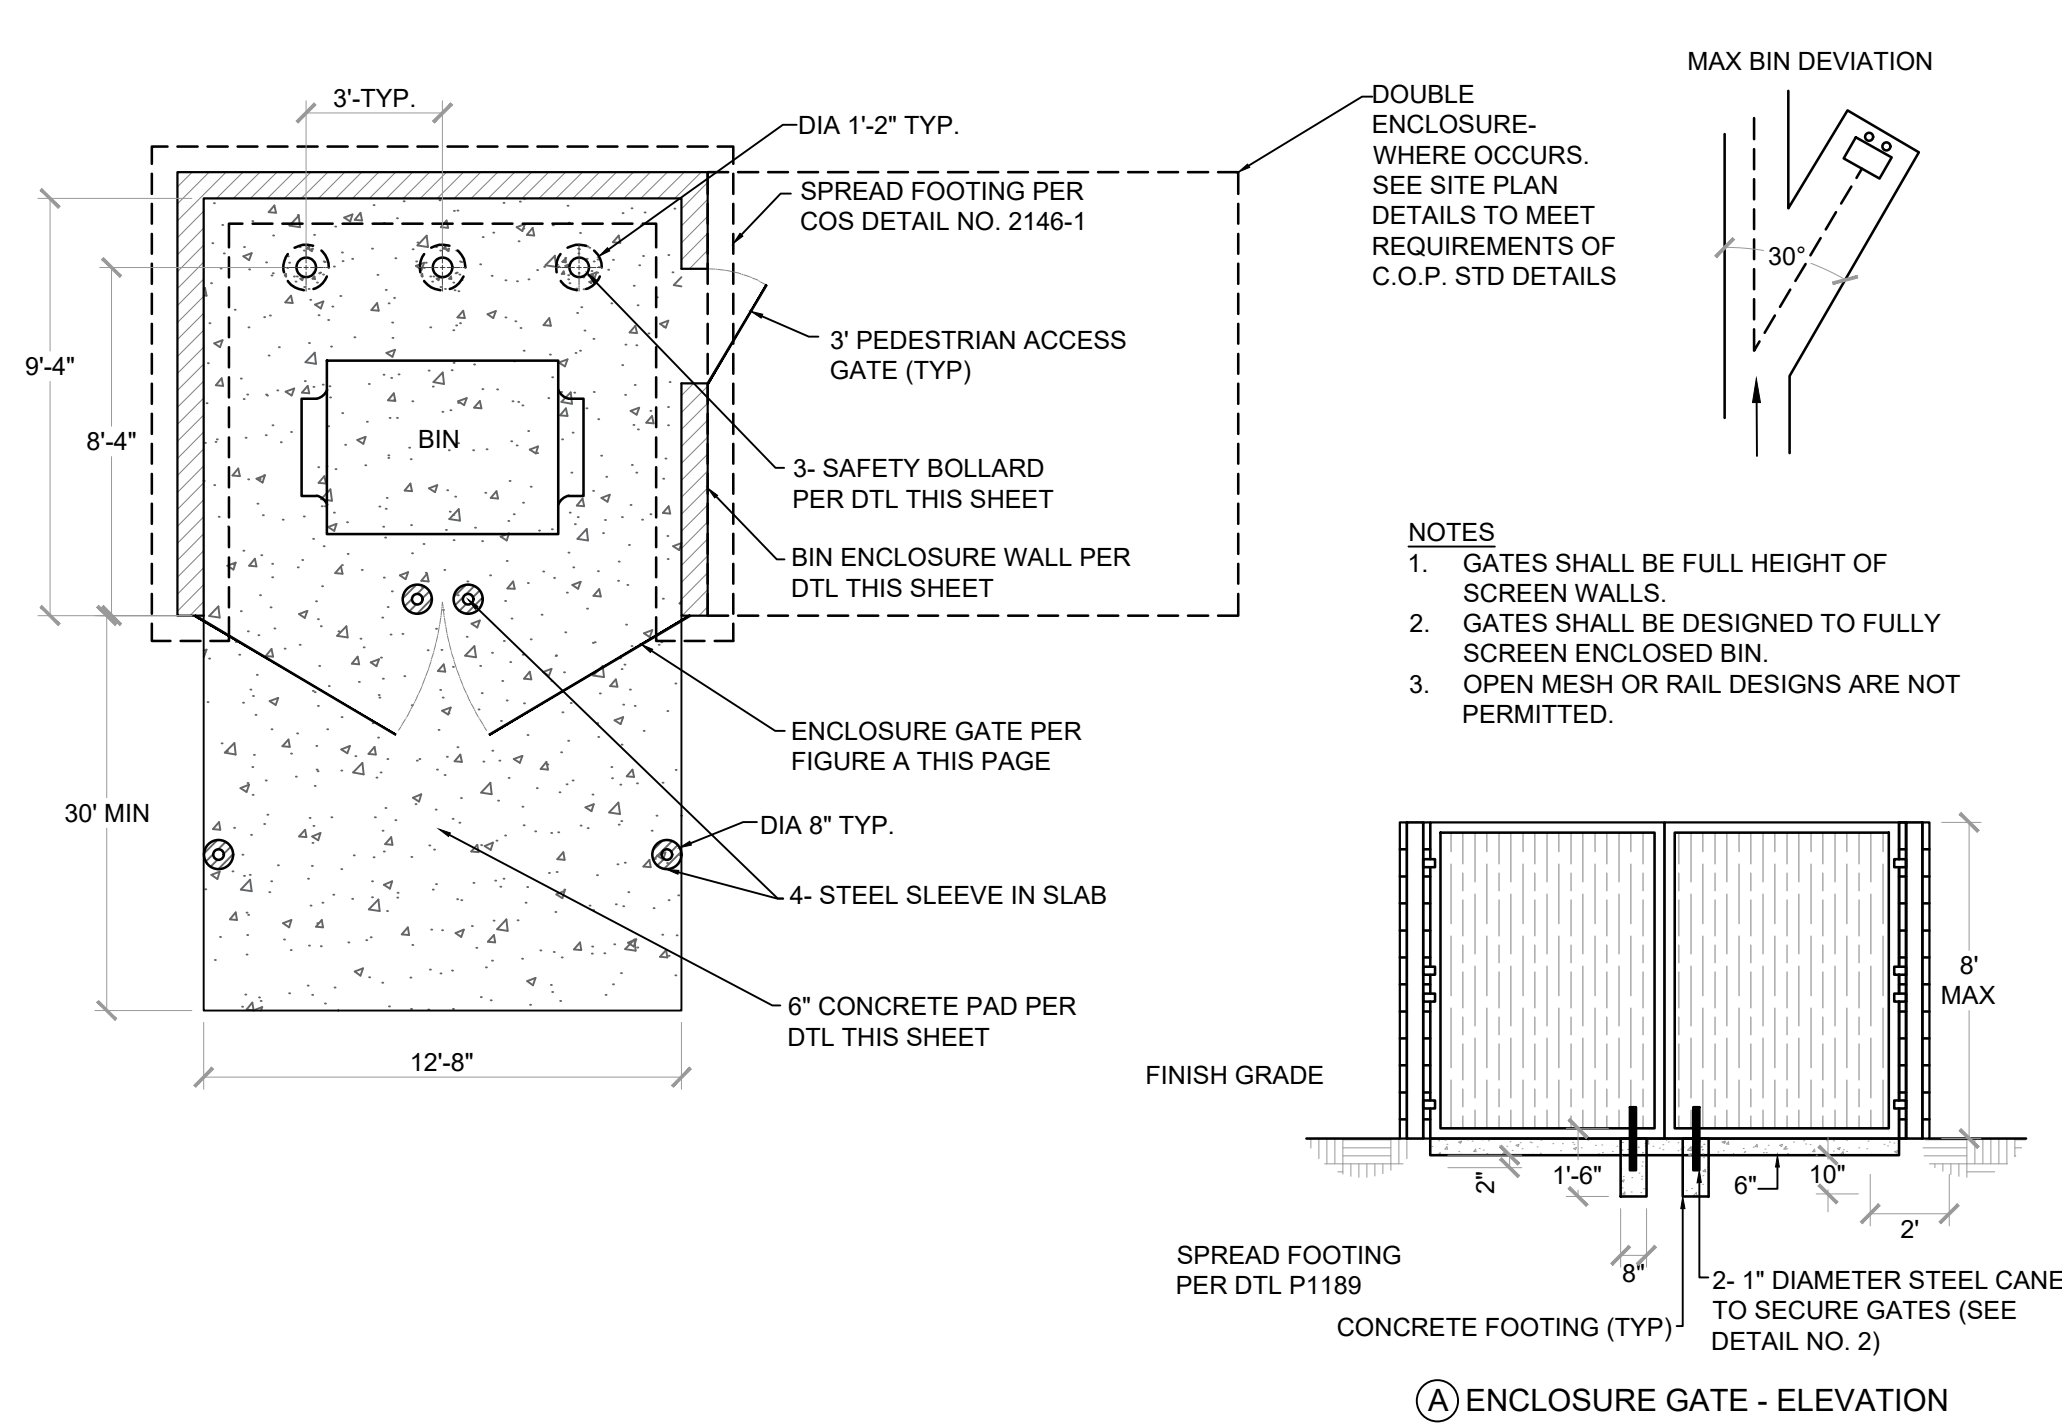 3'-TYP.
DIA 1'-2" TYP.
SPREAD FOOTING PER
COS DETAIL NO. 2146-1
3' PEDESTRIAN ACCESS
GATE (TYP)
9'-4"
8'-4"
BIN
3- SAFETY BOLLARD
PER DTL THIS SHEET
BIN ENCLOSURE WALL PER
DTL THIS SHEET
ENCLOSURE GATE PER
FIGURE A THIS PAGE
30' MIN
DIA 8" TYP.
4- STEEL SLEEVE IN SLAB
6" CONCRETE PAD PER
DTL THIS SHEET
12'-8"
DOUBLE
ENCLOSURE-
WHERE OCCURS.
SEE SITE PLAN
DETAILS TO MEET
REQUIREMENTS OF
C.O.P. STD DETAILS
MAX BIN DEVIATION
30°
NOTES
1. GATES SHALL BE FULL HEIGHT OF
SCREEN WALLS.
2. GATES SHALL BE DESIGNED TO FULLY
SCREEN ENCLOSED BIN.
3. OPEN MESH OR RAIL DESIGNS ARE NOT
PERMITTED.
8'
MAX
FINISH GRADE
2"
1'-6"
6"
10"
2'
8"
SPREAD FOOTING
PER DTL P1189
CONCRETE FOOTING (TYP)
2- 1" DIAMETER STEEL CANE
TO SECURE GATES (SEE
DETAIL NO. 2)
A ENCLOSURE GATE - ELEVATION